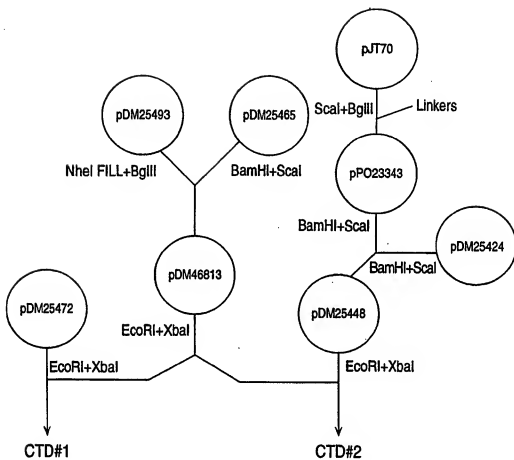 pJT70
ScaI+BglII
Linkers
pDM25493
pDM25465
NheI FILL+BglII
BamHI+ScaI
pPO23343
BamHI+ScaI
pDM25424
BamHI+ScaI
pDM46813
pDM25472
pDM25448
EcoRI+XbaI
EcoRI+XbaI
EcoRI+XbaI
CTD#1
CTD#2